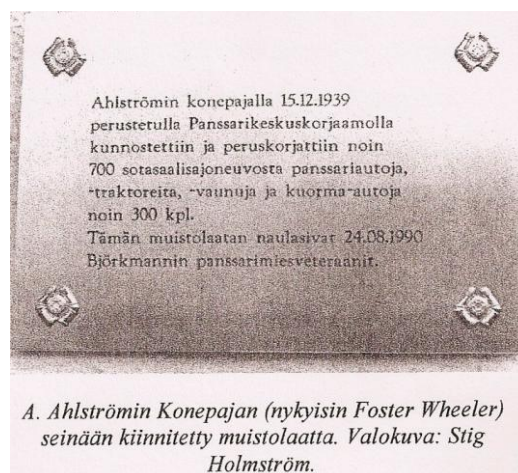 Ahlströmin konepajalla 15.12.1939
perustetulla Panssarikeskuskorjaamolla
kunnostettiin ja peruskorjattiin noin
700 sotasaalisajoneuvosta panssariautoja,
-traktoreita, -vaunuja ja kuorma-autoja
noin 300 kpl.
Tämän muistolaatan naulasivat 24.08.1990
Björkmannin panssarimiesveteraanit.
A. Ahlströmin Konepajan (nykyisin Foster Wheeler)
seinään kiinnitetty muistolaatta. Valokuva: Stig
Holmström.